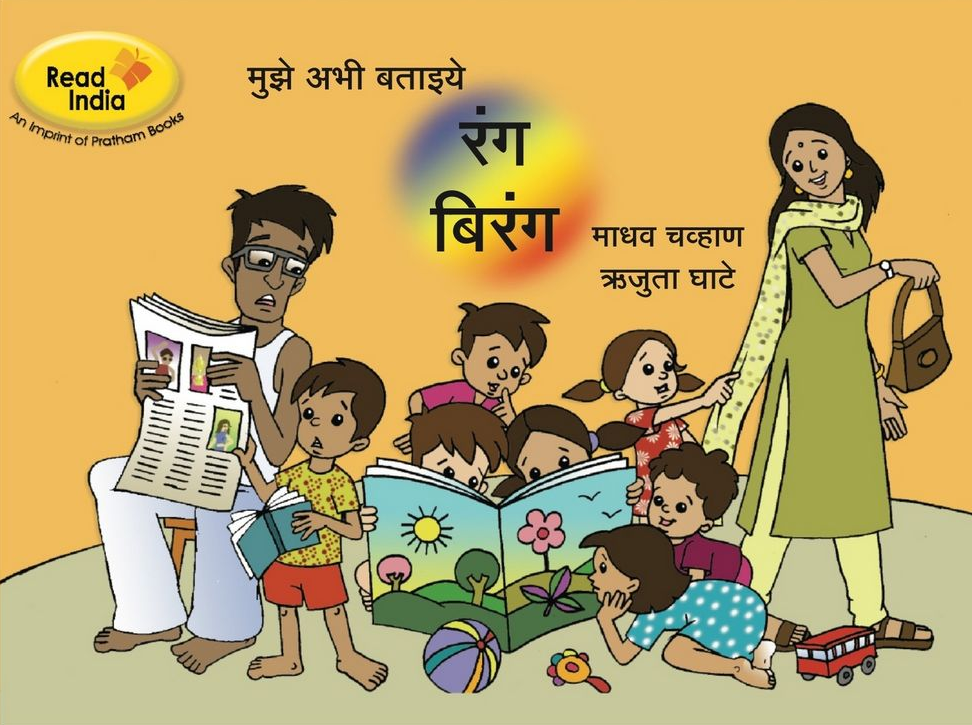 Read
India
An Imprint of Pratham Books
मुझे अभी बताइये
रंग
बिरंग
माधव चव्हाण
ऋजुता घाटे